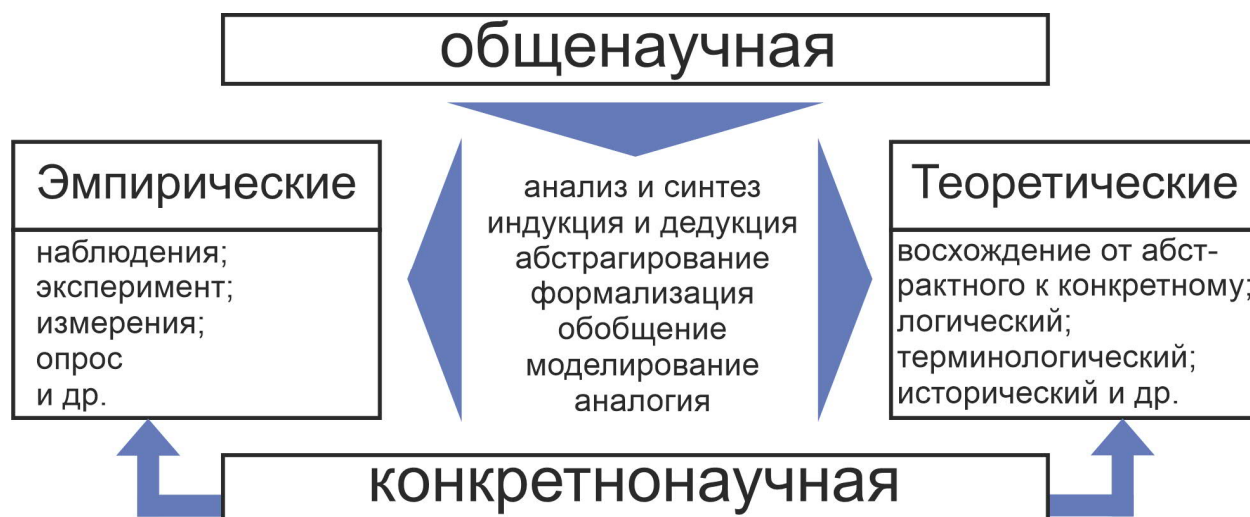 общенаучная
Эмпирические
наблюдения;
эксперимент;
измерения;
опрос
и др.
анализ и синтез
индукция и дедукция
абстрагирование
формализация
обобщение
моделирование
аналогия
Теоретические
восхождение от абст-
рактного к конкретному;
логический;
терминологический;
исторический и др.
конкретнонаучная